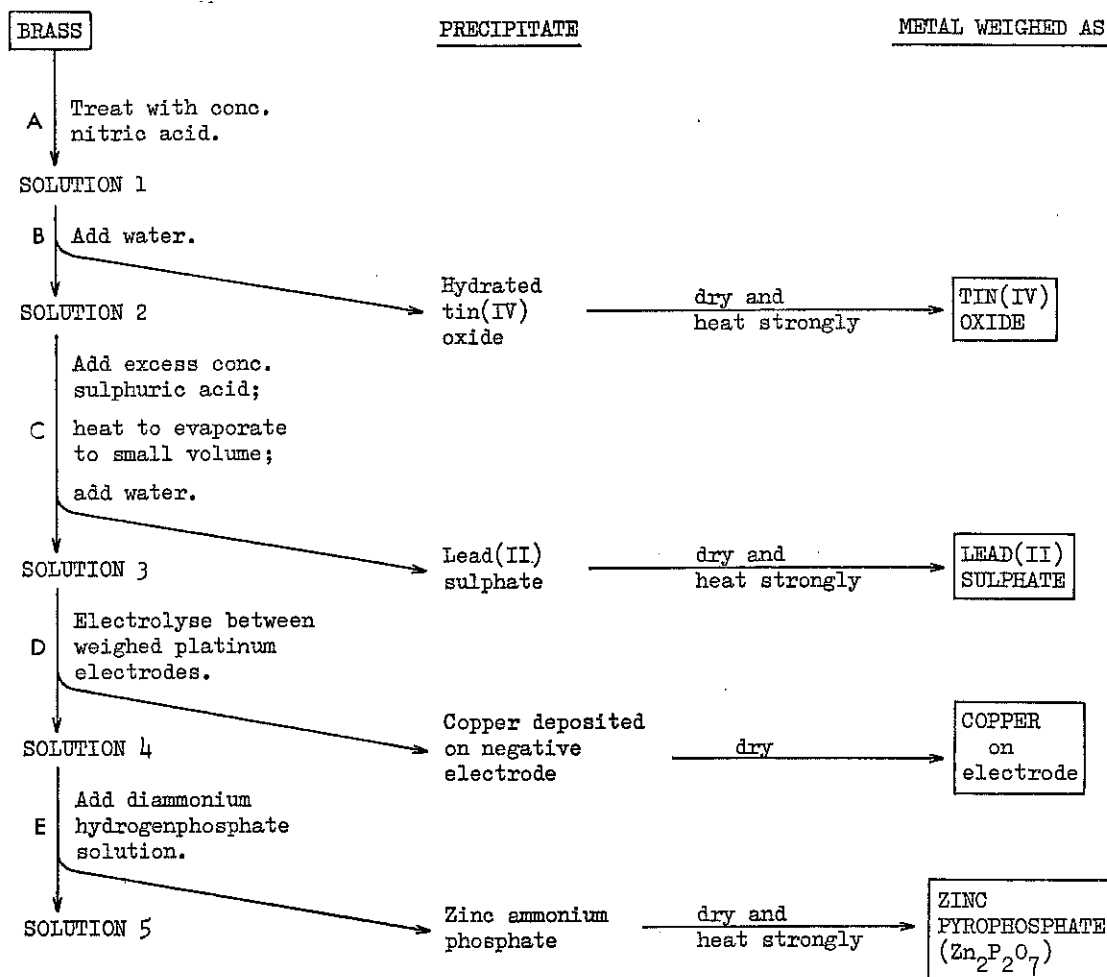 BRASS
PRECIPITATE
METAL WEIGHED AS
A
Treat with conc.
nitric acid.
SOLUTION 1
B
Add water.
SOLUTION 2
Hydrated
tin(IV)
oxide
dry and
heat strongly
TIN(IV)
OXIDE
C
Add excess conc.
sulphuric acid;
heat to evaporate
to small volume;
add water.
SOLUTION 3
Lead(II)
sulphate
dry and
heat strongly
LEAD(II)
SULPHATE
D
Electrolyse between
weighed platinum
electrodes.
SOLUTION 4
Copper deposited
on negative
electrode
dry
COPPER
on
electrode
E
Add diammonium
hydrogenphosphate
solution.
SOLUTION 5
Zinc ammonium
phosphate
dry and
heat strongly
ZINC
PYROPHOSPHATE
(Zn₂P₂O₇)